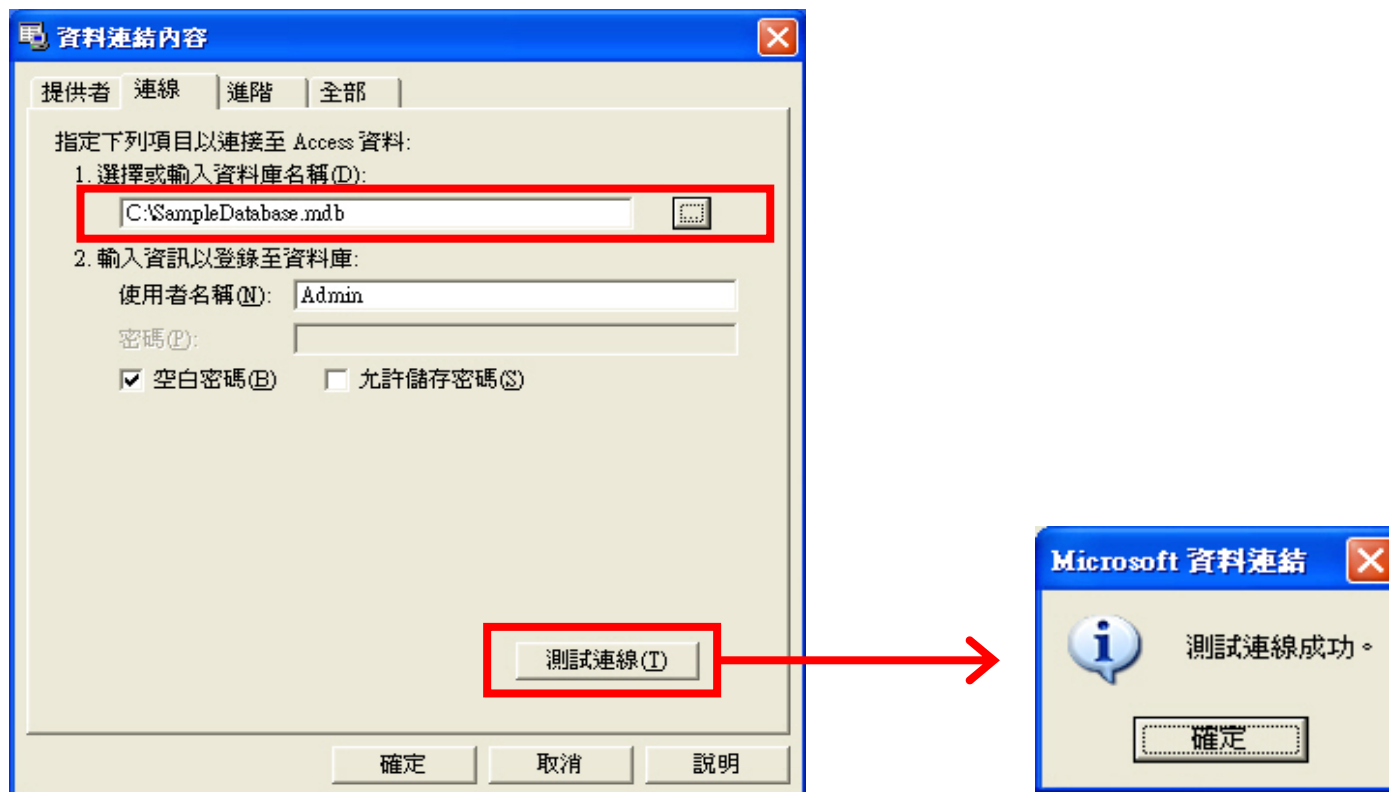 資料連結內容
提供者 連線 進階 全部
指定下列項目以連接至 Access 資料:
1. 選擇或輸入資料庫名稱(D):
C:\SampleDatabase.mdb
...
2. 輸入資訊以登錄至資料庫:
使用者名稱(N): Admin
密碼(P):
空白密碼(B) 允許儲存密碼(S)
測試連線(T)
確定 取消 說明
Microsoft 資料連結
測試連線成功。
確定